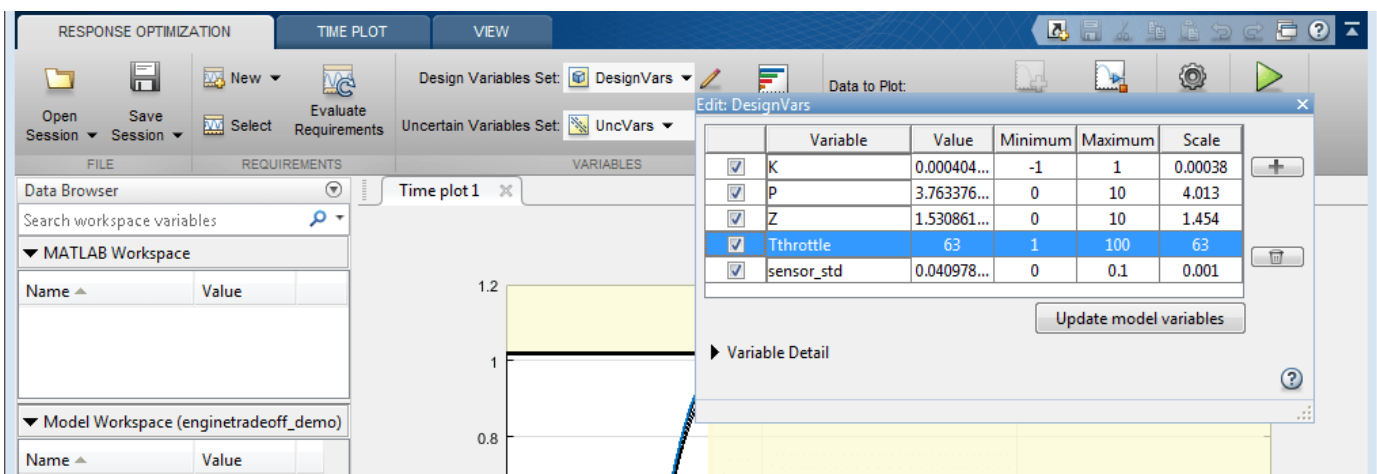 RESPONSE OPTIMIZATION TIME PLOT VIEW
New Design Variables Set: DesignVars Data to Plot:
Open Session Save Session Select Evaluate Requirements Uncertain Variables Set: UncVars
FILE REQUIREMENTS VARIABLES
Edit: DesignVars
Variable Value Minimum Maximum Scale
K 0.000404... -1 1 0.00038
P 3.763376... 0 10 4.013
Z 1.530861... 0 10 1.454
Tthrottle 63 1 100 63
sensor_std 0.040978... 0 0.1 0.001
Update model variables
Variable Detail
Data Browser
Search workspace variables
MATLAB Workspace
Name Value
Model Workspace (enginetradeoff_demo)
Name Value
Time plot 1
1.2
1
0.8